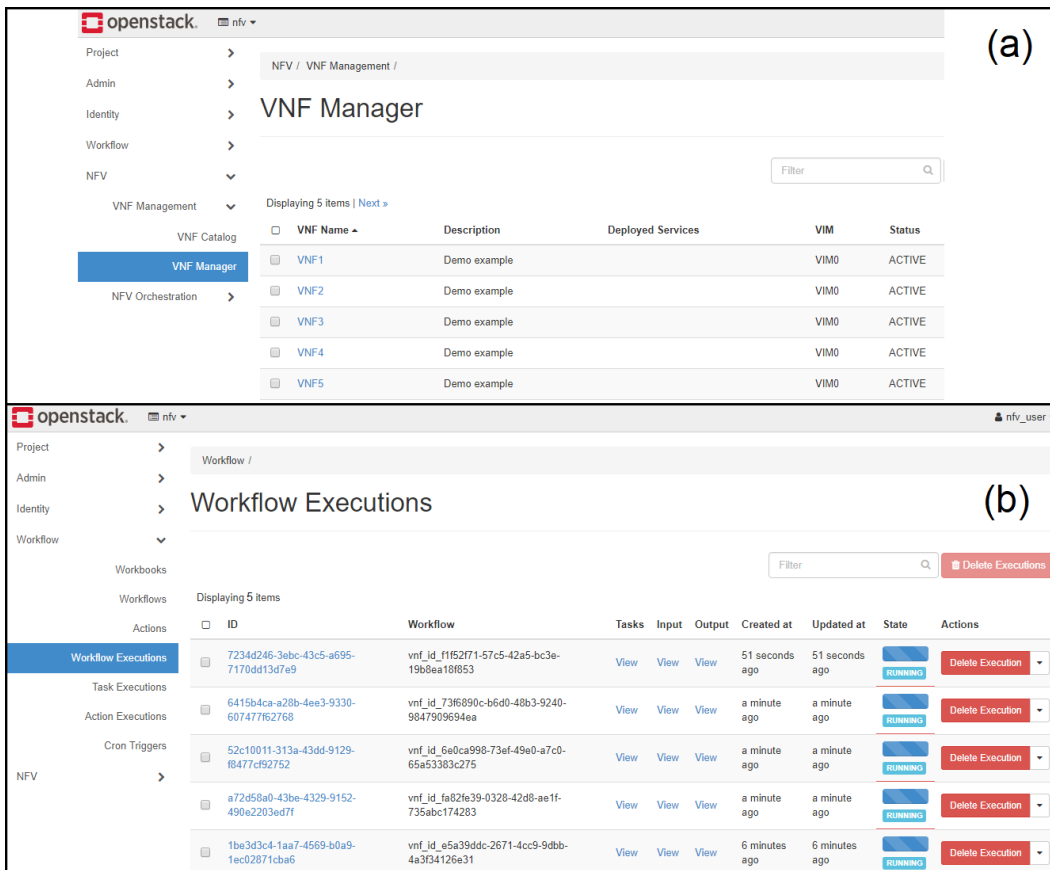 openstack. nfv
(a)
Project
Admin
Identity
Workflow
NFV
VNF Management
VNF Catalog
VNF Manager
NFV Orchestration
NFV / VNF Management /
VNF Manager
Filter
Displaying 5 items | Next »
VNF Name Description Deployed Services VIM Status
VNF1 Demo example VIM0 ACTIVE
VNF2 Demo example VIM0 ACTIVE
VNF3 Demo example VIM0 ACTIVE
VNF4 Demo example VIM0 ACTIVE
VNF5 Demo example VIM0 ACTIVE
openstack. nfv nfv_user
(b)
Project
Admin
Identity
Workflow
Workbooks
Workflows
Actions
Workflow Executions
Task Executions
Action Executions
Cron Triggers
NFV
Workflow /
Workflow Executions
Filter Delete Executions
Displaying 5 items
ID Workflow Tasks Input Output Created at Updated at State Actions
7234d246-3ebc-43c5-a695- vnf_id_f1f52f71-57c5-42a5-bc3e- View View View 51 seconds 51 seconds Delete Execution
7170dd13d7e9 19b8ea18f853 ago ago RUNNING
6415b4ca-a28b-4ee3-9330- vnf_id_73f6890c-b6d0-48b3-9240- View View View a minute a minute Delete Execution
607477f62768 9847909694ea ago ago RUNNING
52c10011-313a-43dd-9129- vnf_id_6e0ca998-73ef-49e0-a7c0- View View View a minute a minute Delete Execution
f8477cf92752 65a53383c275 ago ago RUNNING
a72d58a0-43be-4329-9152- vnf_id_fa82fe39-0328-42d8-ae1f- View View View a minute a minute Delete Execution
490e2203ed7f 735abc174283 ago ago RUNNING
1be3d3c4-1aa7-4569-b0a9- vnf_id_e5a39ddc-2671-4cc9-9dbb- View View View 6 minutes 6 minutes Delete Execution
1ec02871cba6 4a3f34126e31 ago ago RUNNING